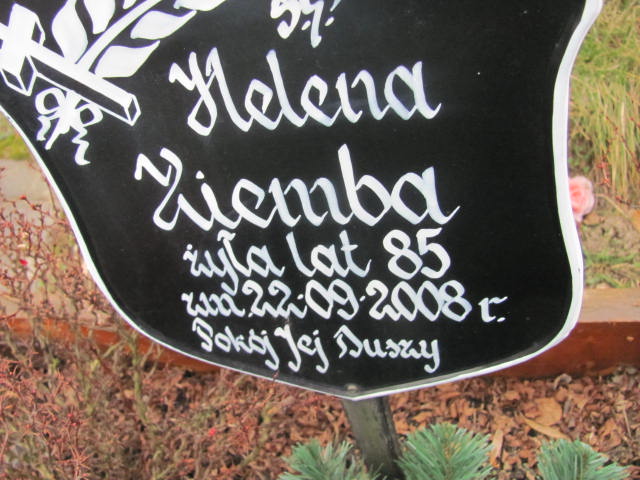 Ś.†P.
Helena
Ziemba
żyła lat 85
zm. 22.09.2008 r.
Pokój Jej Duszy